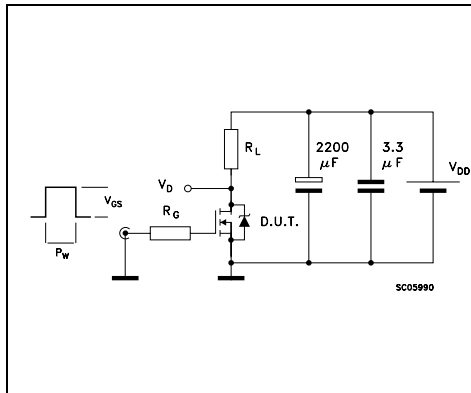 R_L
2200
μF
3.3
μF
V_DD
V_D
V_GS
R_G
D.U.T.
P_W
SC05990